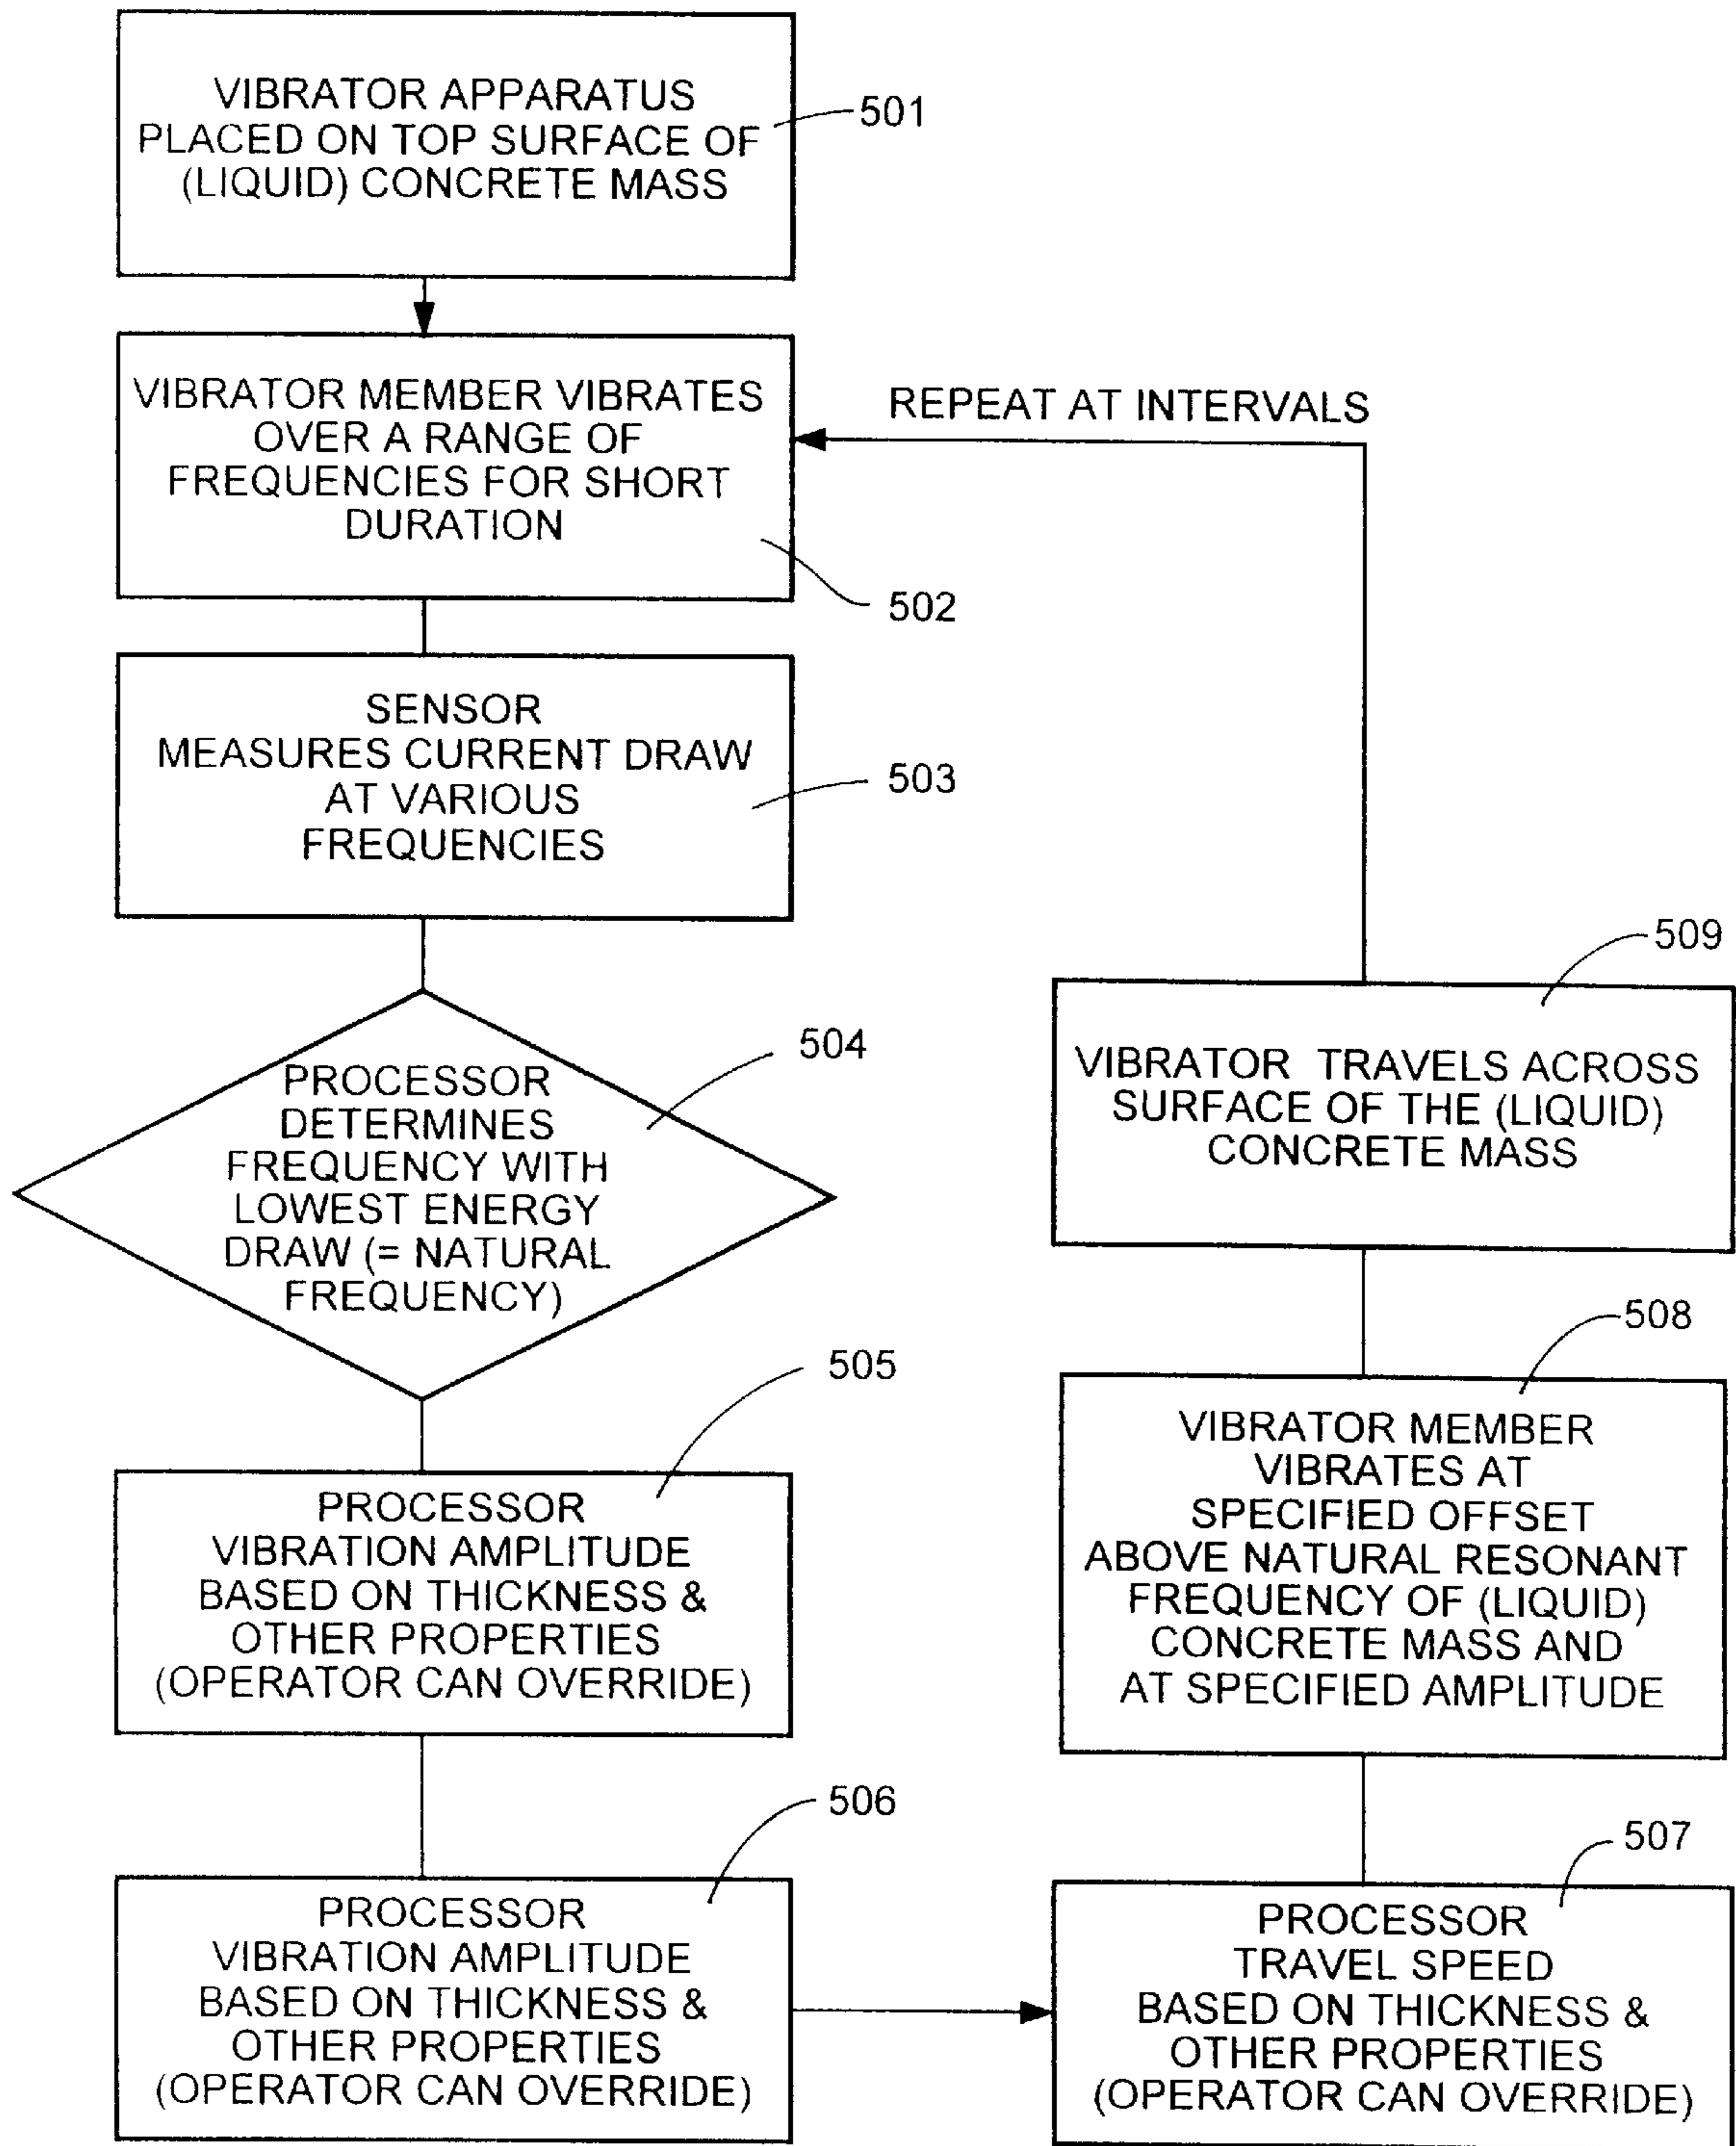 VIBRATOR APPARATUS
PLACED ON TOP SURFACE OF
(LIQUID) CONCRETE MASS
501
VIBRATOR MEMBER VIBRATES
OVER A RANGE OF
FREQUENCIES FOR SHORT
DURATION
502
REPEAT AT INTERVALS
SENSOR
MEASURES CURRENT DRAW
AT VARIOUS
FREQUENCIES
503
PROCESSOR
DETERMINES
FREQUENCY WITH
LOWEST ENERGY
DRAW (= NATURAL
FREQUENCY)
504
PROCESSOR
VIBRATION AMPLITUDE
BASED ON THICKNESS &
OTHER PROPERTIES
(OPERATOR CAN OVERRIDE)
505
PROCESSOR
VIBRATION AMPLITUDE
BASED ON THICKNESS &
OTHER PROPERTIES
(OPERATOR CAN OVERRIDE)
506
PROCESSOR
TRAVEL SPEED
BASED ON THICKNESS &
OTHER PROPERTIES
(OPERATOR CAN OVERRIDE)
507
VIBRATOR MEMBER
VIBRATES AT
SPECIFIED OFFSET
ABOVE NATURAL RESONANT
FREQUENCY OF (LIQUID)
CONCRETE MASS AND
AT SPECIFIED AMPLITUDE
508
VIBRATOR TRAVELS ACROSS
SURFACE OF THE (LIQUID)
CONCRETE MASS
509